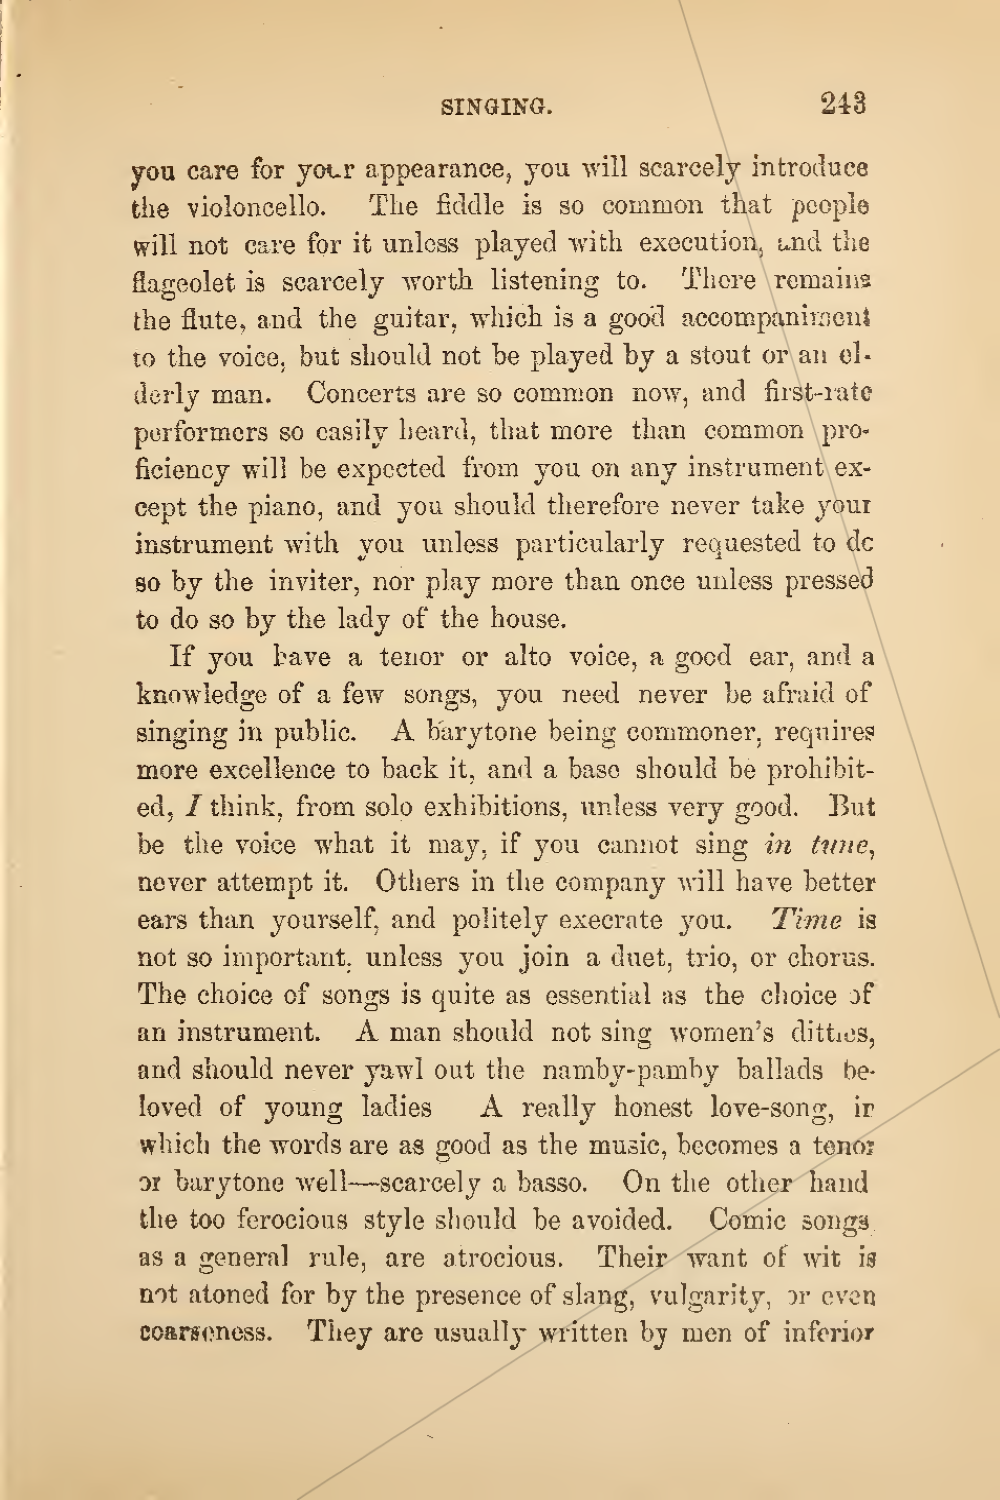 SINGING. 243
you care for your appearance, you will scarcely introduce
the violoncello. The fiddle is so common that people
will not care for it unless played with execution, and the
flageolet is scarcely worth listening to. There remains
the flute, and the guitar, which is a good accompaniment
to the voice, but should not be played by a stout or an el-
derly man. Concerts are so common now, and first-rate
performers so easily heard, that more than common pro-
ficiency will be expected from you on any instrument ex-
cept the piano, and you should therefore never take your
instrument with you unless particularly requested to do
so by the inviter, nor play more than once unless pressed
to do so by the lady of the house.
If you have a tenor or alto voice, a good ear, and a
knowledge of a few songs, you need never be afraid of
singing in public. A barytone being commoner, requires
more excellence to back it, and a base should be prohibit-
ed, I think, from solo exhibitions, unless very good. But
be the voice what it may, if you cannot sing in tune,
never attempt it. Others in the company will have better
ears than yourself, and politely execrate you. Time is
not so important, unless you join a duet, trio, or chorus.
The choice of songs is quite as essential as the choice of
an instrument. A man should not sing women's ditties,
and should never yawl out the namby-pamby ballads be-
loved of young ladies A really honest love-song, in
which the words are as good as the music, becomes a tenor
or barytone well—scarcely a basso. On the other hand
the too ferocious style should be avoided. Comic songs
as a general rule, are atrocious. Their want of wit is
not atoned for by the presence of slang, vulgarity, or even
coarseness. They are usually written by men of inferior